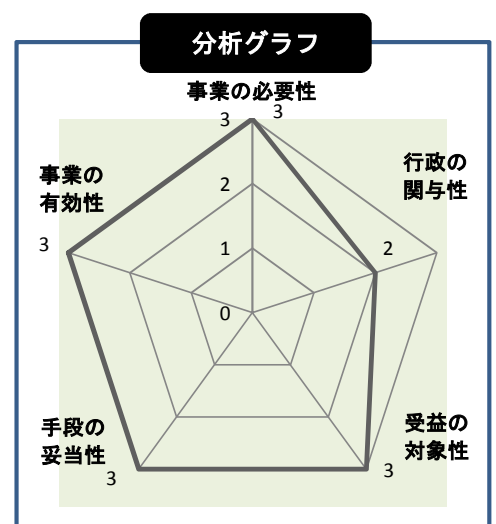 分析グラフ
事業の必要性
3
3
行政の
関与性
事業の
有効性
2
3
2
1
0
手段の
妥当性
3
受益の
対象性
3